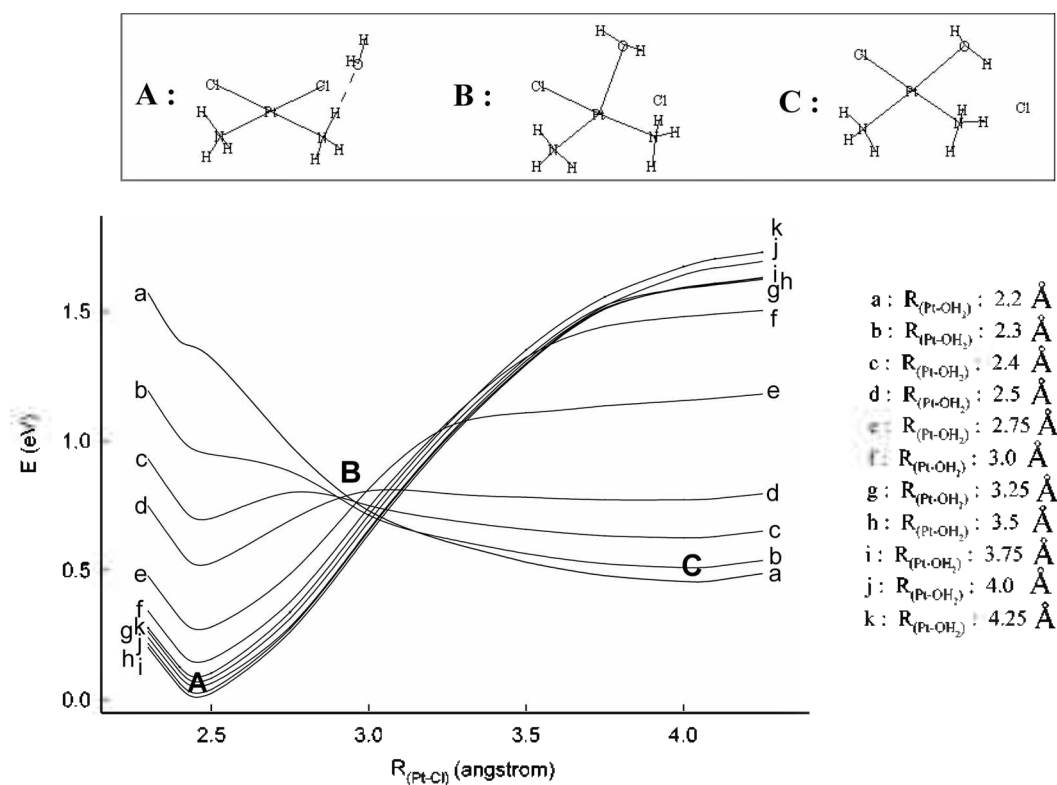 A :
B :
C :
H
H
O
Cl
Cl
Pt
H
H
N
H
H
N
H
H
H
H
O
Cl
Cl
Pt
H
N
H
H
H
N
H
H
H
H
O
Cl
H
Pt
Cl
H
N
H
H
H
N
H
H
E (eV)
1.5
1.0
0.5
0.0
a
b
c
d
e
f
g
k
j
h
i
A
B
C
k
j
i
h
g
f
e
d
c
b
a
2.5
3.0
3.5
4.0
R(Pt-Cl) (angstrom)
a : R(Pt-OH2) : 2.2 Å
b : R(Pt-OH2) : 2.3 Å
c : R(Pt-OH2) : 2.4 Å
d : R(Pt-OH2) : 2.5 Å
e : R(Pt-OH2) : 2.75 Å
f : R(Pt-OH2) : 3.0 Å
g : R(Pt-OH2) : 3.25 Å
h : R(Pt-OH2) : 3.5 Å
i : R(Pt-OH2) : 3.75 Å
j : R(Pt-OH2) : 4.0 Å
k : R(Pt-OH2) : 4.25 Å